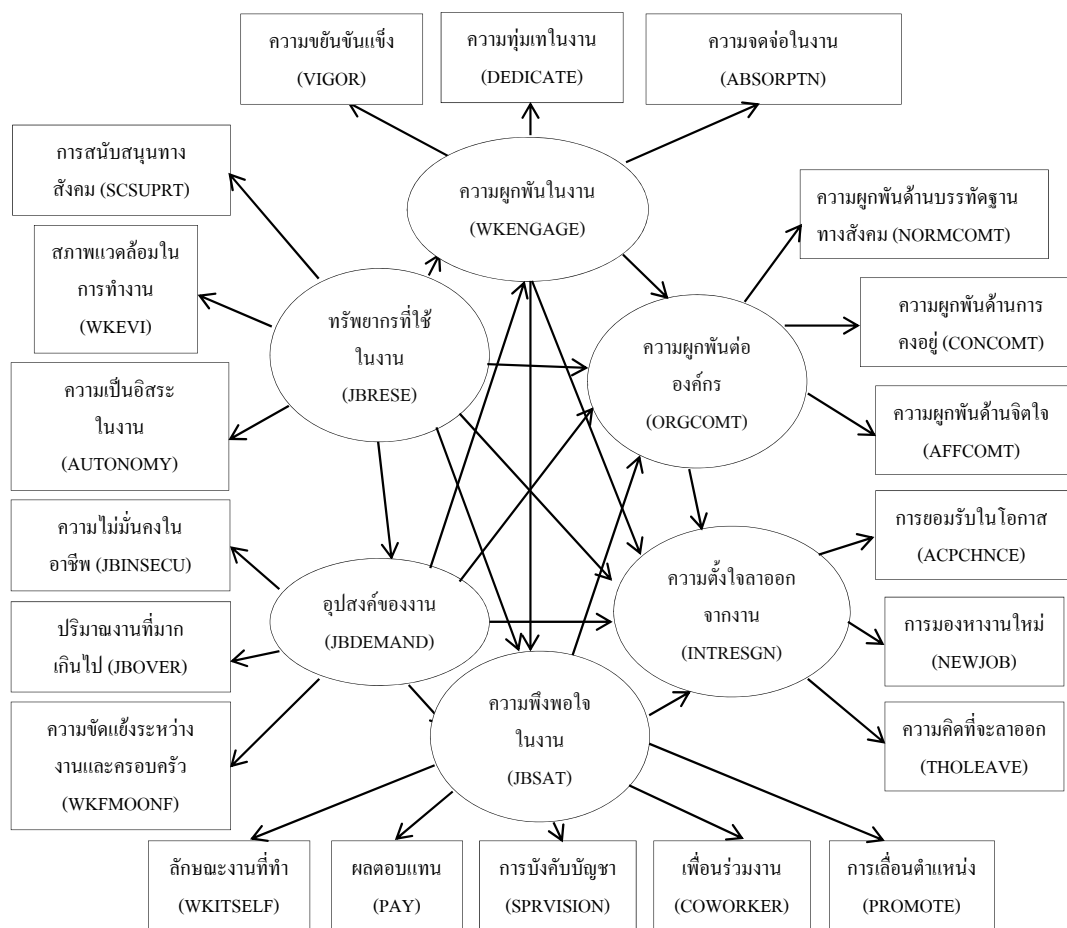 ความขยันขันแข็ง
(VIGOR)
ความทุ่มเทในงาน
(DEDICATE)
ความจดจ่อในงาน
(ABSORPTN)
การสนับสนุนทาง
สังคม (SCSUPRT)
ความผูกพันในงาน
(WKENGAGE)
ความผูกพันด้านบรรทัดฐาน
ทางสังคม (NORMCOMT)
สภาพแวดล้อมใน
การทำงาน
(WKEVI)
ทรัพยากรที่ใช้
ในงาน
(JBRESE)
ความผูกพันต่อ
องค์กร
(ORGCOMT)
ความผูกพันด้านการ
คงอยู่ (CONCOMT)
ความเป็นอิสระ
ในงาน
(AUTONOMY)
ความผูกพันด้านจิตใจ
(AFFCOMT)
ความไม่มั่นคงใน
อาชีพ (JBINSECU)
การยอมรับในโอกาส
(ACPCHNCE)
อุปสงค์ของงาน
(JBDEMAND)
ความตั้งใจลาออก
จากงาน
(INTRESGN)
ปริมาณงานที่มาก
เกินไป (JBOVER)
การมองหางานใหม่
(NEWJOB)
ความขัดแย้งระหว่าง
งานและครอบครัว
(WKFMOONF)
ความพึงพอใจ
ในงาน
(JBSAT)
ความคิดที่จะลาออก
(THOLEAVE)
ลักษณะงานที่ทำ
(WKITSELF)
ผลตอบแทน
(PAY)
การบังคับบัญชา
(SPRVISION)
เพื่อนร่วมงาน
(COWORKER)
การเลื่อนตำแหน่ง
(PROMOTE)